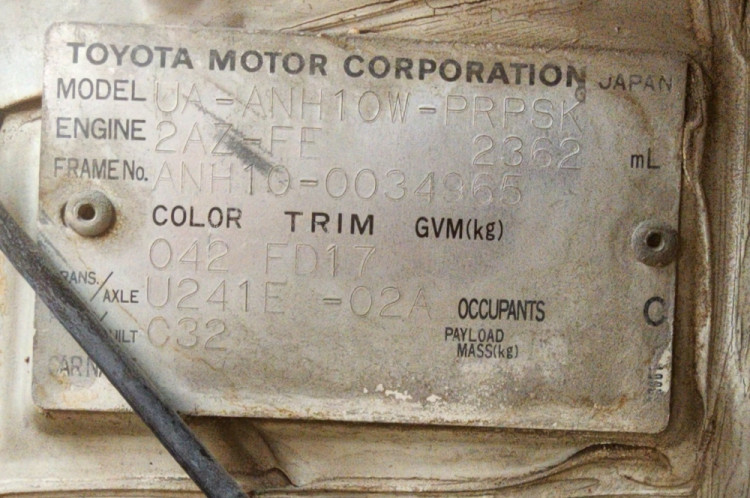 TOYOTA MOTOR CORPORATION JAPAN
MODEL UA-ANH10W-PRPSK
ENGINE 2AZ-FE 2362 mL
FRAME No. ANH10-0034965
COLOR TRIM GVM(kg)
042 FD17
TRANS./AXLE U241E -02A OCCUPANTS C
C32 PAYLOAD
MASS(kg)